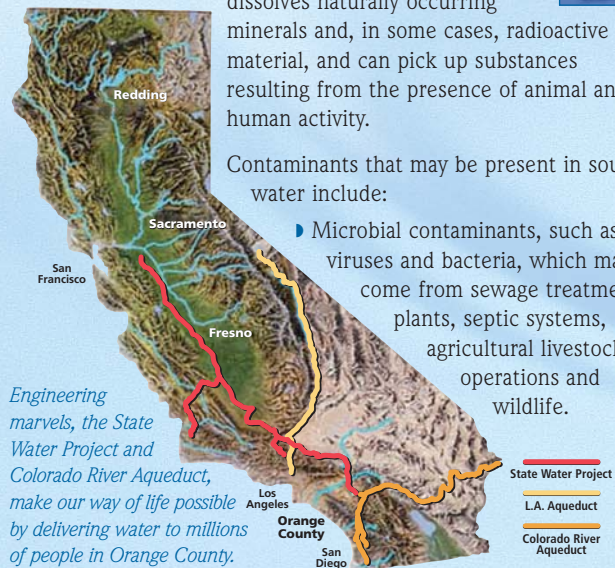 dissolves naturally occurring
minerals and, in some cases, radioactive
material, and can pick up substances
resulting from the presence of animal an
human activity.
Contaminants that may be present in sou
water include:
Microbial contaminants, such as
viruses and bacteria, which ma
come from sewage treatme
plants, septic systems,
agricultural livestock
operations and
wildlife.
Redding
Sacramento
San
Francisco
Fresno
Engineering
marvels, the State
Water Project and
Colorado River Aqueduct,
make our way of life possible
by delivering water to millions
of people in Orange County.
Los
Angeles
Orange
County
San
Diego
State Water Project
L.A. Aqueduct
Colorado River
Aqueduct